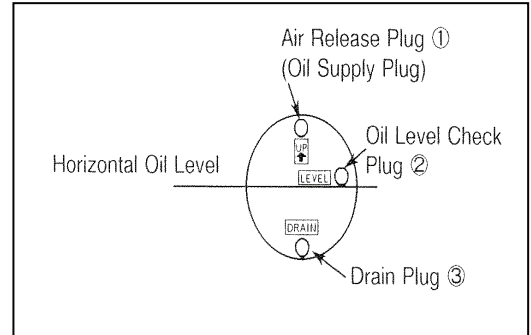 Air Release Plug ①
(Oil Supply Plug)
UP
Oil Level Check
Plug ②
Horizontal Oil Level
LEVEL
DRAIN
Drain Plug ③